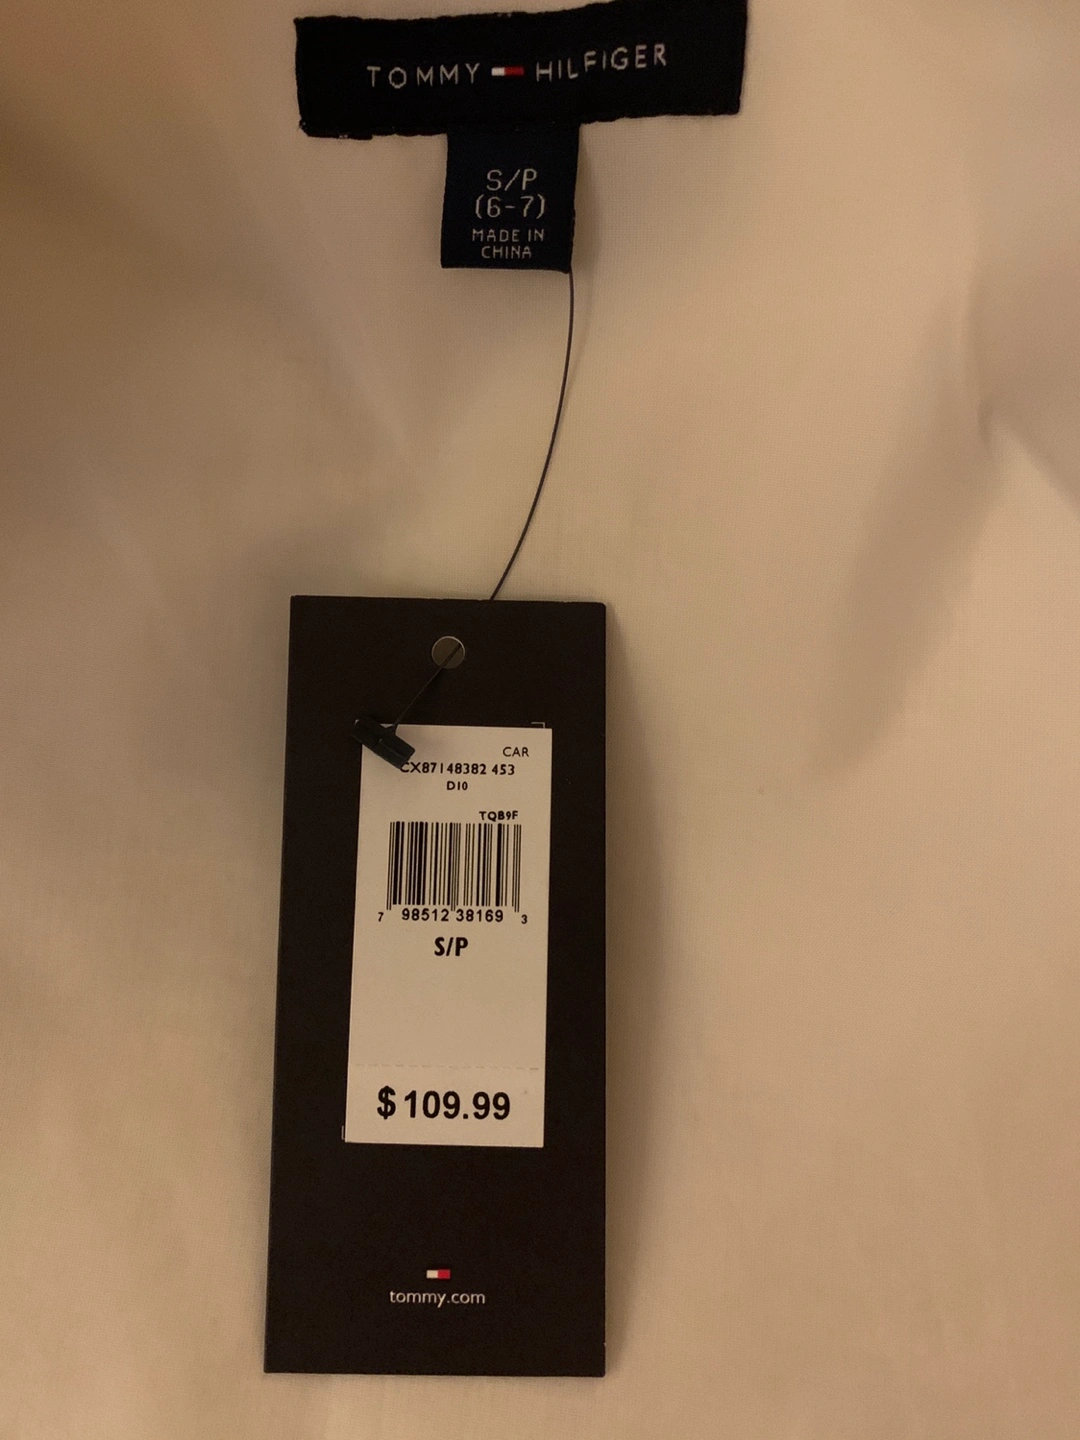 TOMMY HILFIGER
S/P
(6-7)
MADE IN
CHINA
CAR
CX87148382 453
D10
TQB9F
7 98512 38169 3
S/P
$109.99
tommy.com